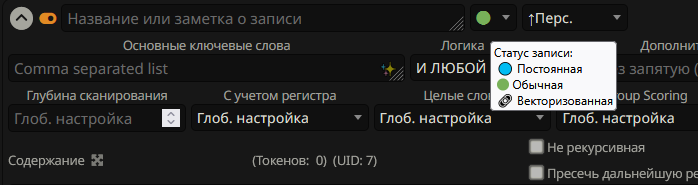 Название или заметка о записи
↑Перс.
Основные ключевые слова
Логика
Дополнит
Comma separated list
И ЛЮБОЙ
из запятую (
Статус записи:
Постоянная
Обычная
Векторизованная
Глубина сканирования
С учетом регистра
Целые сло
oup Scoring
Глоб. настройка
Глоб. настройка
Глоб. настройка
Глоб. настройка
Содержание
(Токенов: 0) (UID: 7)
Не рекурсивная
Пресечь дальнейшую ре